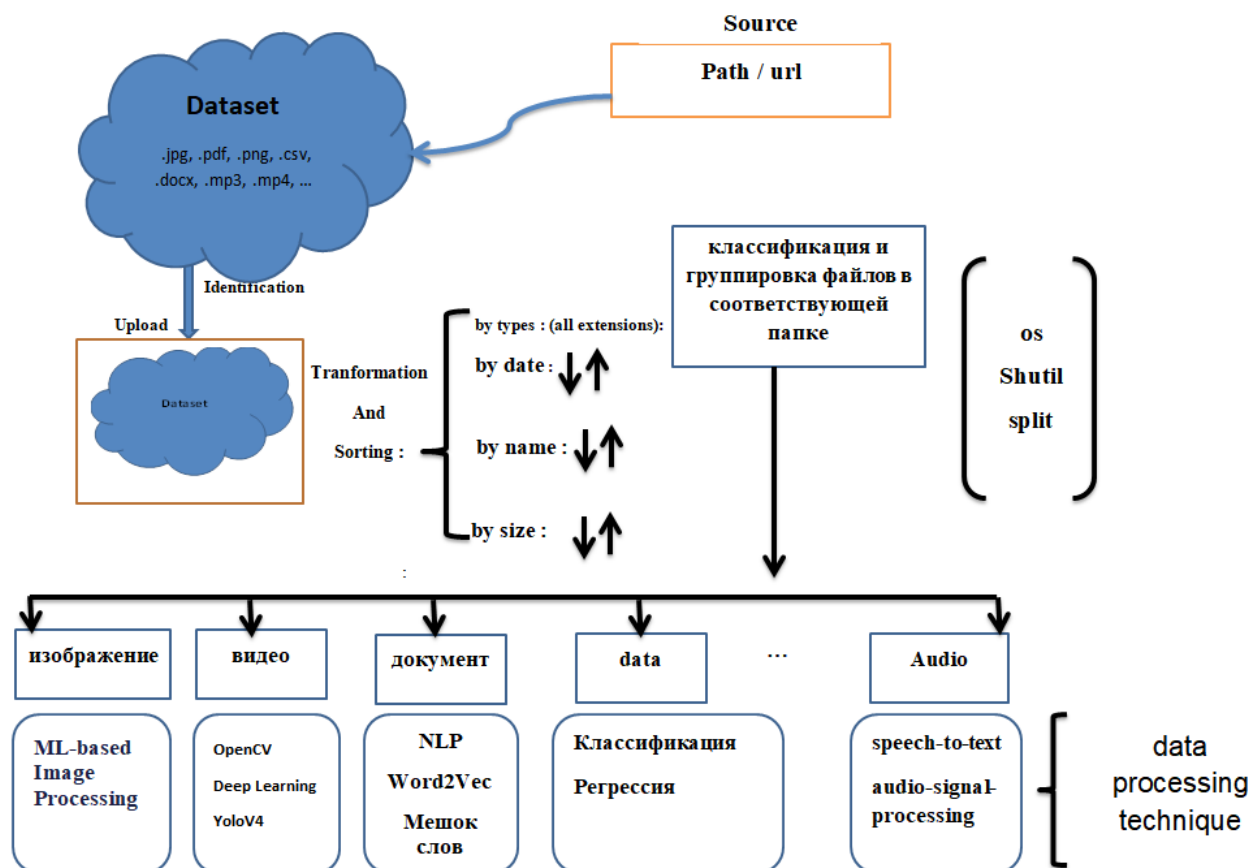 Source
Path / url
Dataset
.jpg, .pdf, .png, .csv,
.docx, .mp3, .mp4, ...
Identification
Upload
Dataset
Tranformation
And
Sorting :
by types : (all extensions):
by date :
by name :
by size :
:
классификация и
группировка файлов в
соответствующей
папке
os
Shutil
split
изображение
видео
документ
data
...
Audio
ML-based
Image
Processing
OpenCV
Deep Learning
YoloV4
NLP
Word2Vec
Мешок
слов
Классификация
Регрессия
speech-to-text
audio-signal-
processing
data
processing
technique